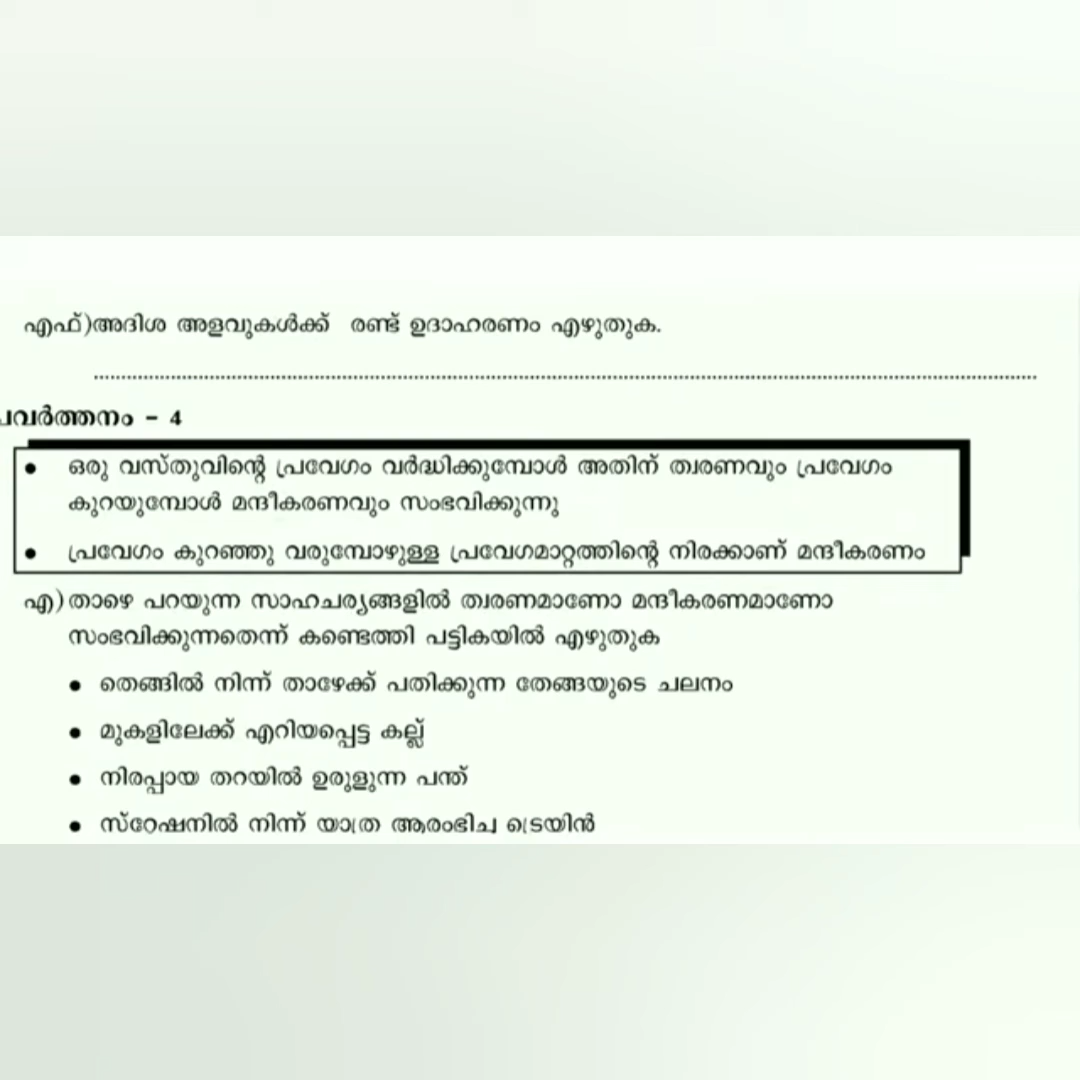 എഫ്)അദിശ അളവുകൾക്ക് രണ്ട് ഉദാഹരണം എഴുതുക.
പ്രവർത്തനം - 4
• ഒരു വസ്തുവിന്റെ പ്രവേഗം വർദ്ധിക്കുമ്പോൾ അതിന് ത്വരണവും പ്രവേഗം
കുറയുമ്പോൾ മന്ദീകരണവും സംഭവിക്കുന്നു
• പ്രവേഗം കുറഞ്ഞു വരുമ്പോഴുള്ള പ്രവേഗമാറ്റത്തിന്റെ നിരക്കാണ് മന്ദീകരണം
എ) താഴെ പറയുന്ന സാഹചര്യങ്ങളിൽ ത്വരണമാണോ മന്ദീകരണമാണോ
സംഭവിക്കുന്നതെന്ന് കണ്ടെത്തി പട്ടികയിൽ എഴുതുക
• തെങ്ങിൽ നിന്ന് താഴേക്ക് പതിക്കുന്ന തേങ്ങയുടെ ചലനം
• മുകളിലേക്ക് എറിയപ്പെട്ട കല്ല്
• നിരപ്പായ തറയിൽ ഉരുളുന്ന പന്ത്
• സ്റ്റേഷനിൽ നിന്ന് യാത്ര ആരംഭിച്ച ട്രെയിൻ